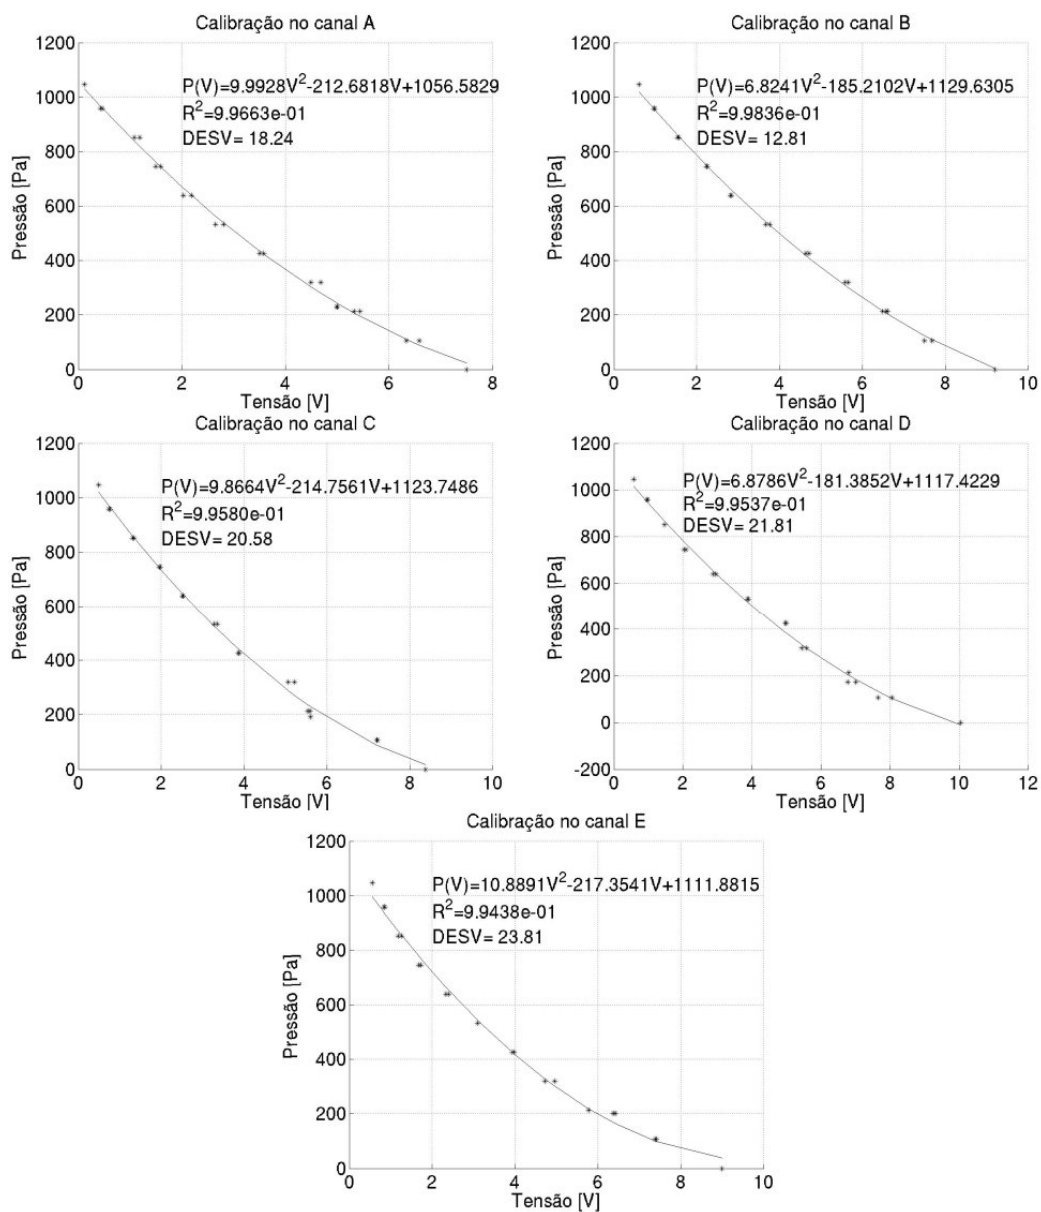 Calibração no canal A
P(V)=9.9928V²-212.6818V+1056.5829
R²=9.9663e-01
DESV= 18.24
Pressão [Pa]
1200
1000
800
600
400
200
0
0 2 4 6 8
Tensão [V]
Calibração no canal B
P(V)=6.8241V²-185.2102V+1129.6305
R²=9.9836e-01
DESV= 12.81
Pressão [Pa]
1200
1000
800
600
400
200
0
0 2 4 6 8 10
Tensão [V]
Calibração no canal C
P(V)=9.8664V²-214.7561V+1123.7486
R²=9.9580e-01
DESV= 20.58
Pressão [Pa]
1200
1000
800
600
400
200
0
0 2 4 6 8 10
Tensão [V]
Calibração no canal D
P(V)=6.8786V²-181.3852V+1117.4229
R²=9.9537e-01
DESV= 21.81
Pressão [Pa]
1200
1000
800
600
400
200
0
-200
0 2 4 6 8 10 12
Tensão [V]
Calibração no canal E
P(V)=10.8891V²-217.3541V+1111.8815
R²=9.9438e-01
DESV= 23.81
Pressão [Pa]
1200
1000
800
600
400
200
0
0 2 4 6 8 10
Tensão [V]